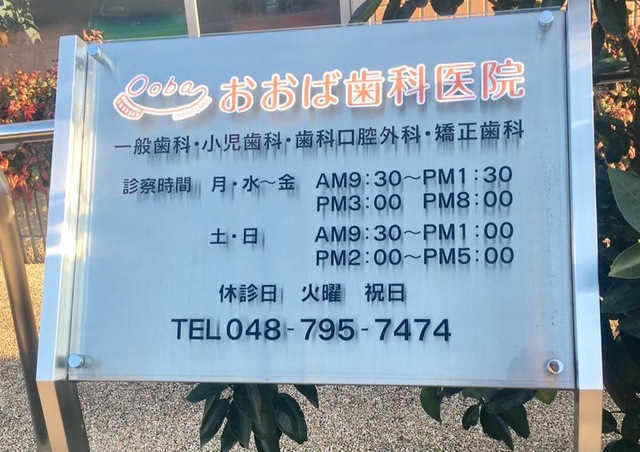 Ooba おおば歯科医院
一般歯科・小児歯科・歯科口腔外科・矯正歯科
診察時間 月・水～金 AM9:30～PM1:30
PM3:00 PM8:00
土・日 AM9:30～PM1:00
PM2:00～PM5:00
休診日 火曜 祝日
TEL 048-795-7474